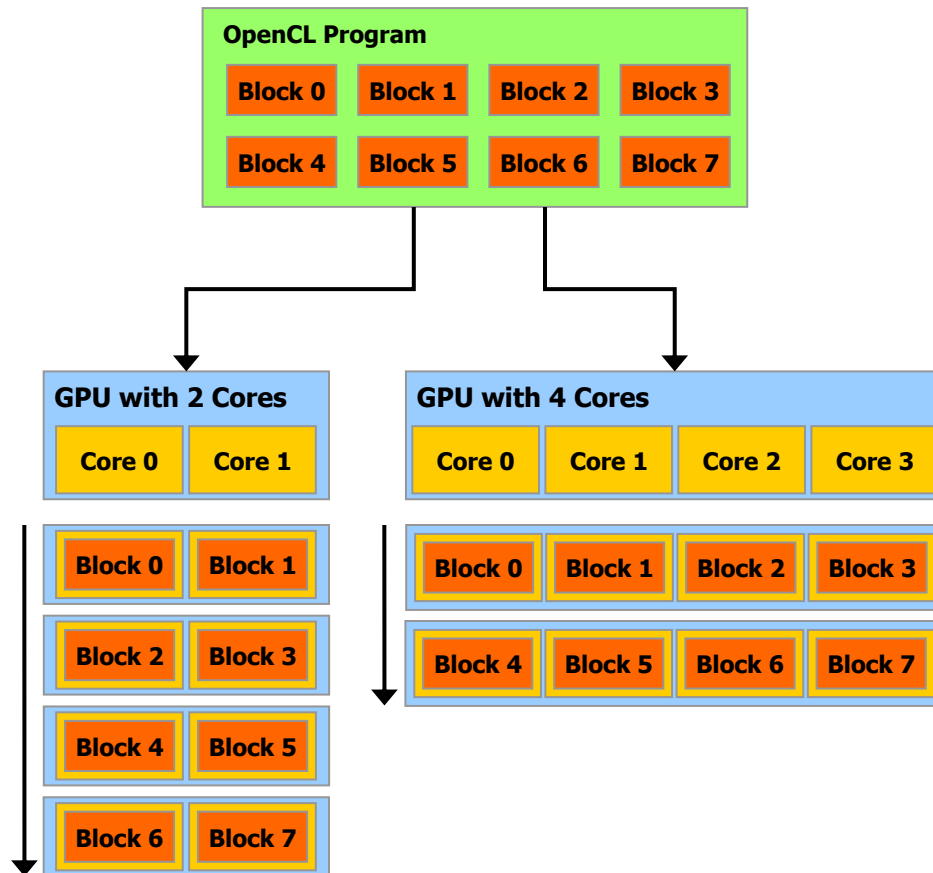 OpenCL Program
Block 0 Block 1 Block 2 Block 3
Block 4 Block 5 Block 6 Block 7
GPU with 2 Cores
Core 0 Core 1
Block 0 Block 1
Block 2 Block 3
Block 4 Block 5
Block 6 Block 7
GPU with 4 Cores
Core 0 Core 1 Core 2 Core 3
Block 0 Block 1 Block 2 Block 3
Block 4 Block 5 Block 6 Block 7